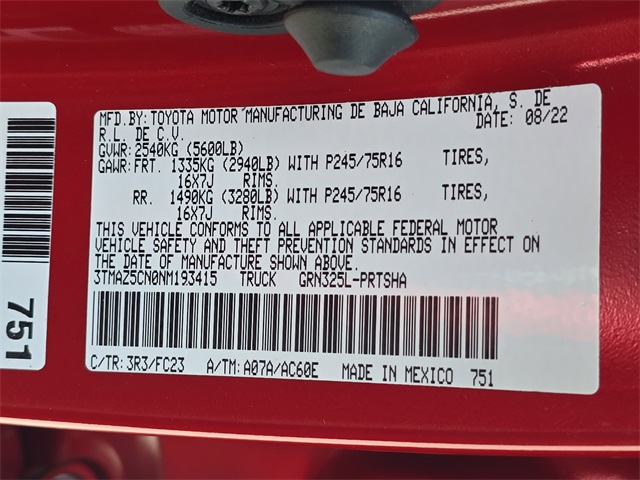 MFD.BY:TOYOTA MOTOR MANUFACTURING DE BAJA CALIFORNIA, S. DE
R.L. DE C.V. DATE: 08/22
GVWR:2540KG (5600LB)
GAWR:FRT. 1335KG (2940LB) WITH P245/75R16 TIRES,
16X7J RIMS.
RR. 1490KG (3280LB) WITH P245/75R16 TIRES,
16X7J RIMS.
THIS VEHICLE CONFORMS TO ALL APPLICABLE FEDERAL MOTOR
VEHICLE SAFETY AND THEFT PREVENTION STANDARDS IN EFFECT ON
THE DATE OF MANUFACTURE SHOWN ABOVE.
3TMAZ5CN0NM193415 TRUCK GRN325L-PRTSHA
C/TR:3R3/FC23 A/TM:A07A/AC60E MADE IN MEXICO 751
751